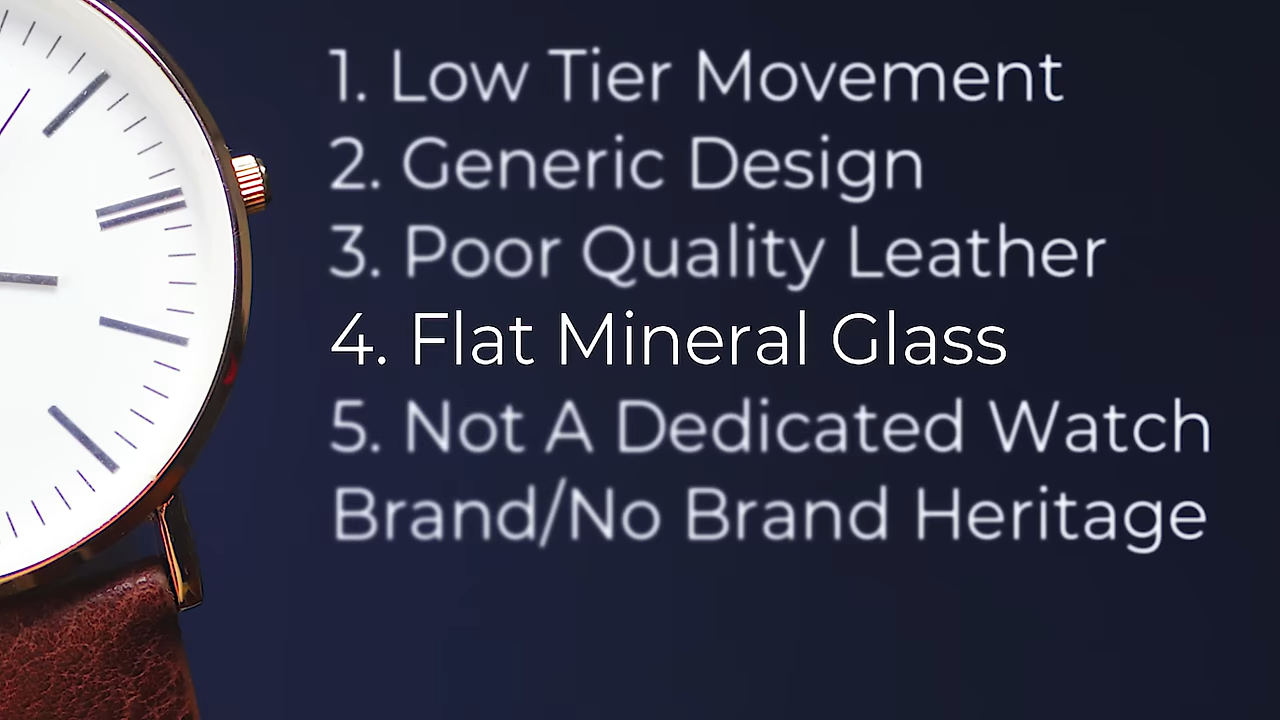 1. Low Tier Movement
2. Generic Design
3. Poor Quality Leather
4. Flat Mineral Glass
5. Not A Dedicated Watch
Brand/No Brand Heritage